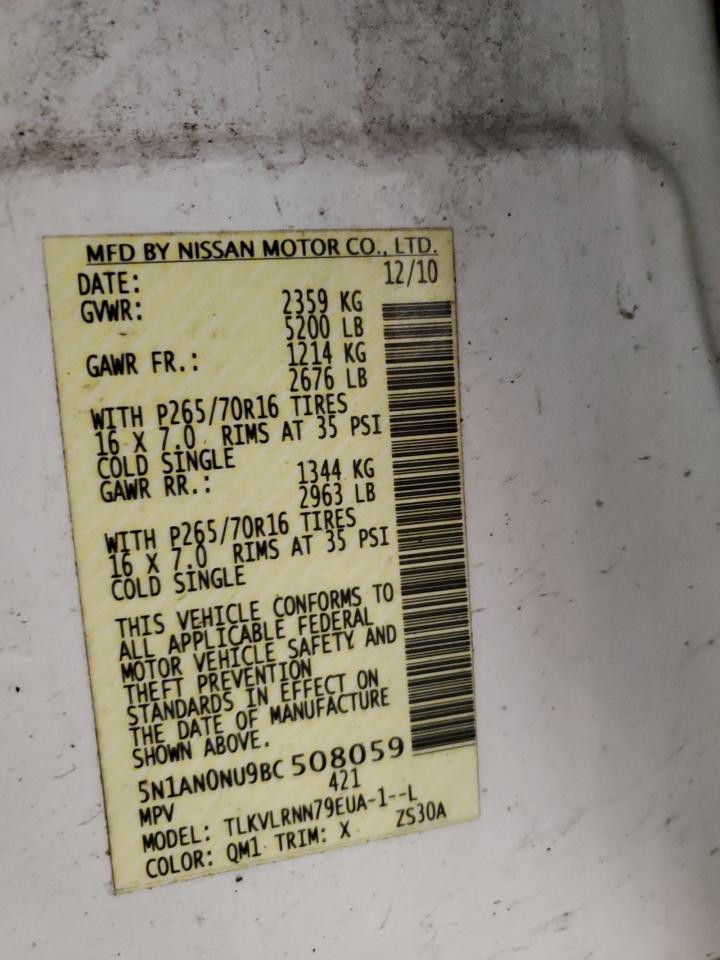 MFD BY NISSAN MOTOR CO., LTD.
DATE: 12/10
GVWR: 2359 KG
5200 LB
GAWR FR.: 1214 KG
2676 LB
WITH P265/70R16 TIRES
16 X 7.0 RIMS AT 35 PSI
COLD SINGLE
GAWR RR.: 1344 KG
2963 LB
WITH P265/70R16 TIRES
16 X 7.0 RIMS AT 35 PSI
COLD SINGLE
THIS VEHICLE CONFORMS TO
ALL APPLICABLE FEDERAL
MOTOR VEHICLE SAFETY AND
THEFT PREVENTION
STANDARDS IN EFFECT ON
THE DATE OF MANUFACTURE
SHOWN ABOVE.
5N1AN0NU9BC 508059
MPV 421
MODEL: TLKVLRNN79EUA-1--L
COLOR: QM1 TRIM: X ZS30A